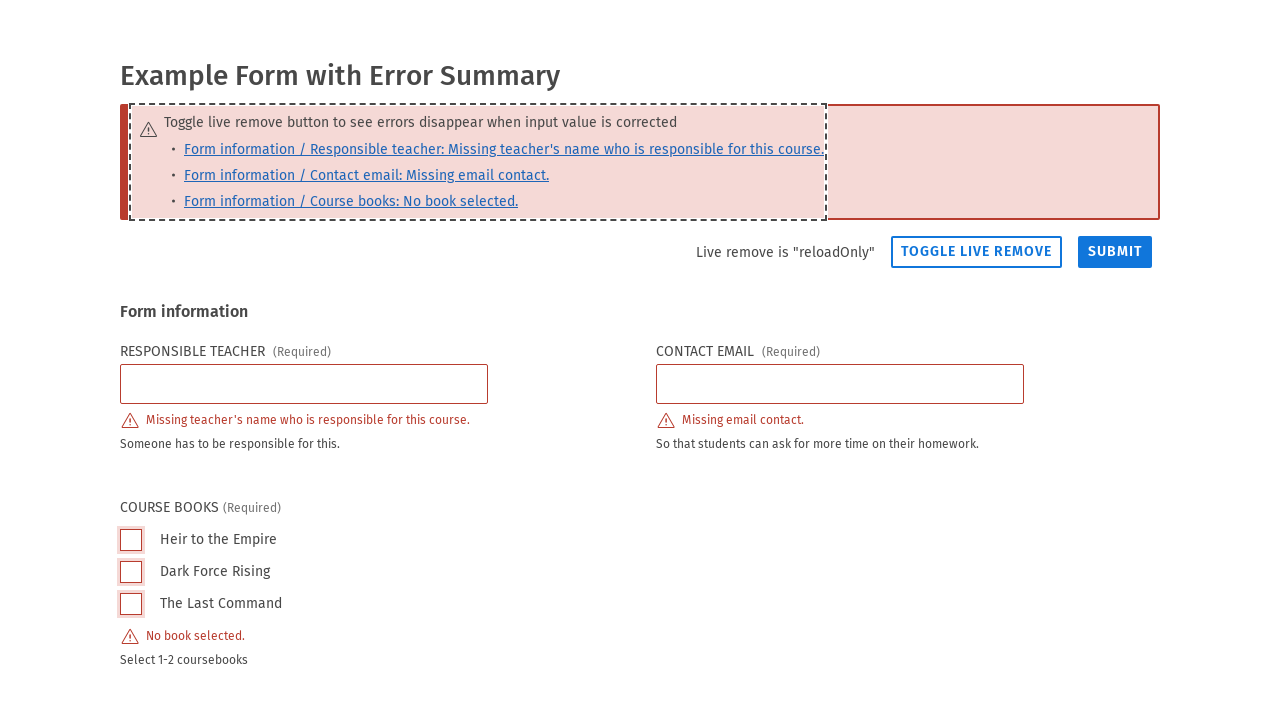 Example Form with Error Summary
Toggle live remove button to see errors disappear when input value is corrected
• Form information / Responsible teacher: Missing teacher's name who is responsible for this course.
• Form information / Contact email: Missing email contact.
• Form information / Course books: No book selected.
Live remove is "reloadOnly" TOGGLE LIVE REMOVE SUBMIT
Form information
RESPONSIBLE TEACHER (Required)
Missing teacher's name who is responsible for this course.
Someone has to be responsible for this.
CONTACT EMAIL (Required)
Missing email contact.
So that students can ask for more time on their homework.
COURSE BOOKS (Required)
Heir to the Empire
Dark Force Rising
The Last Command
No book selected.
Select 1-2 coursebooks